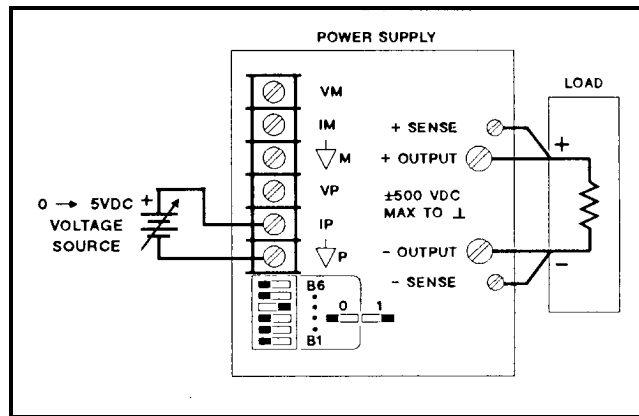 POWER SUPPLY
VM
IM
▽M
VP
IP
▽P
B6
B1
0 1
+ SENSE
+ OUTPUT
±500 VDC
MAX TO ⊥
- OUTPUT
- SENSE
LOAD
+
-
0 → 5VDC +
VOLTAGE
SOURCE